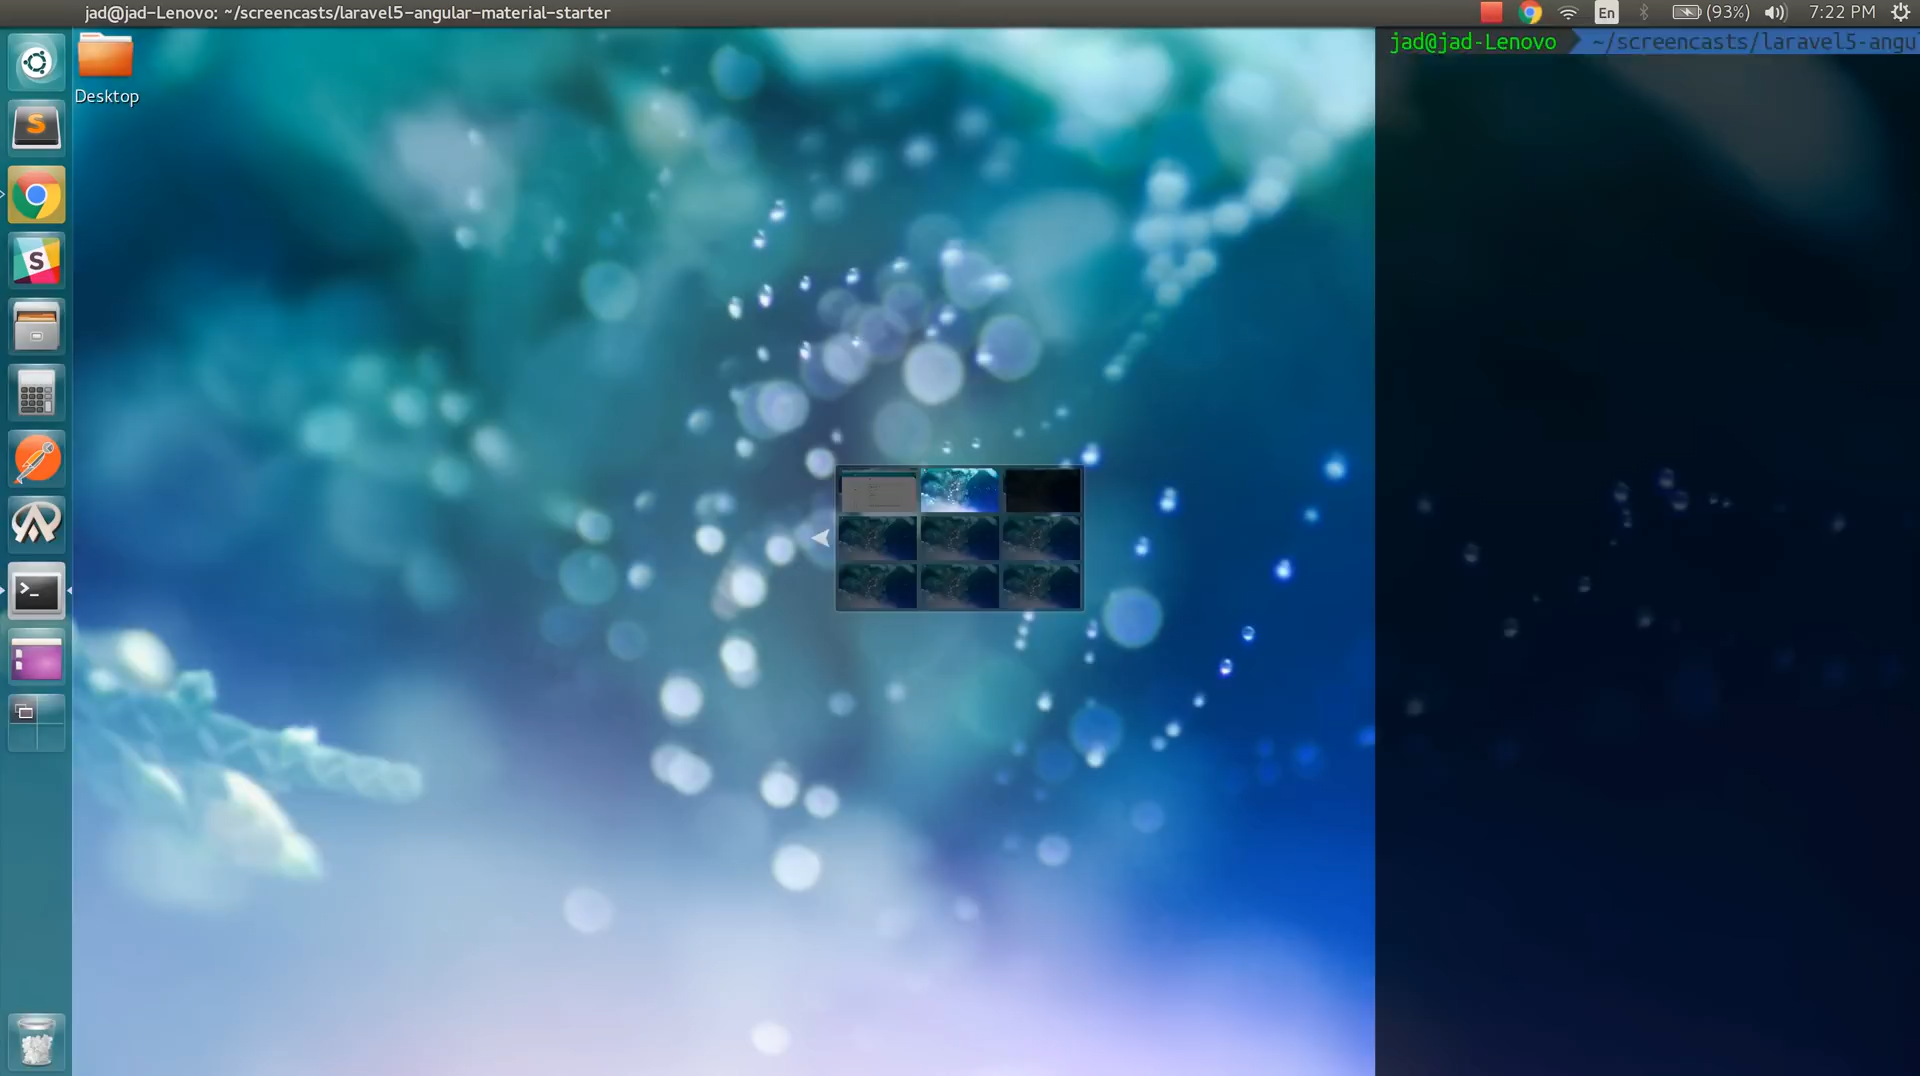 jad@jad-Lenovo: ~/screencasts/laravel5-angular-material-starter
En
(93%)
7:22 PM
jad@jad-Lenovo ~/screencasts/laravel5-angu
Desktop
S
S
>_